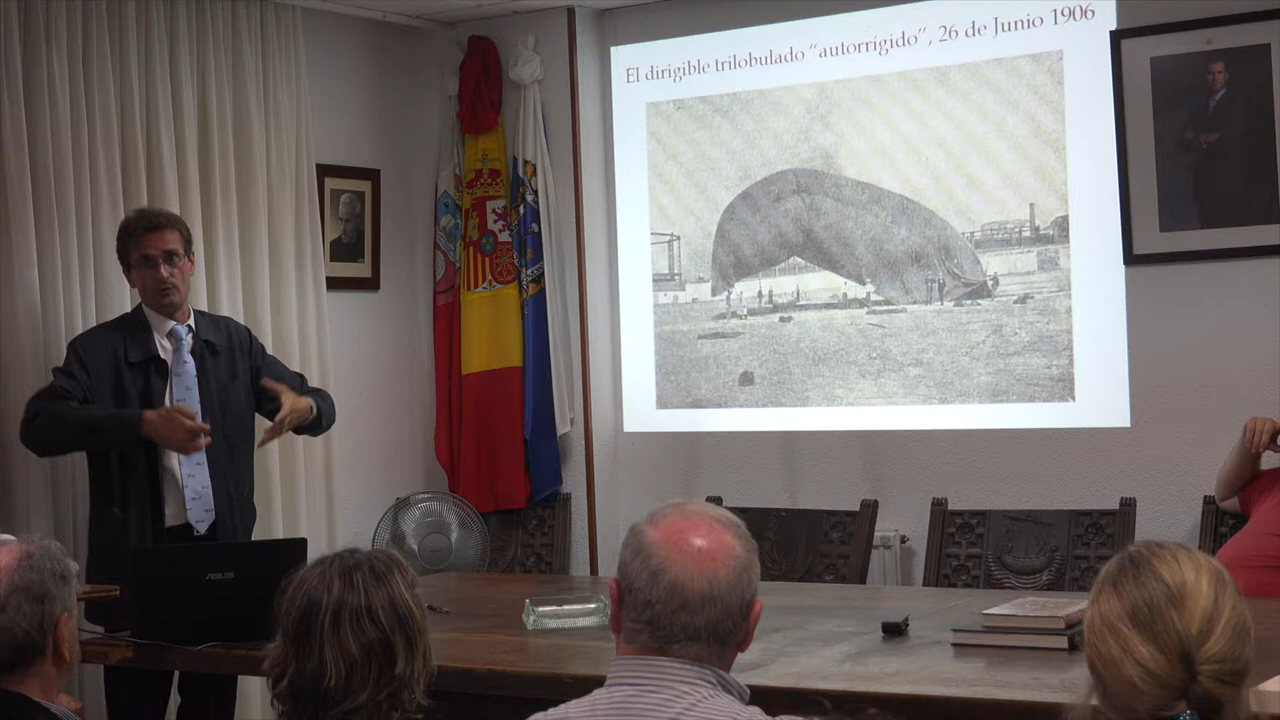 El dirigible trilobulado “autorrígido”, 26 de Junio 1906
ASUS